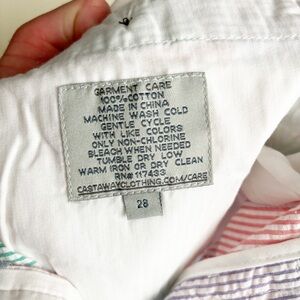 GARMENT CARE
100% COTTON
MADE IN CHINA
MACHINE WASH COLD
GENTLE CYCLE
WITH LIKE COLORS
ONLY NON-CHLORINE
BLEACH WHEN NEEDED
TUMBLE DRY LOW
WARM IRON OR DRY CLEAN
RN# 117433
CASTAWAYCLOTHING.COM/CARE
28